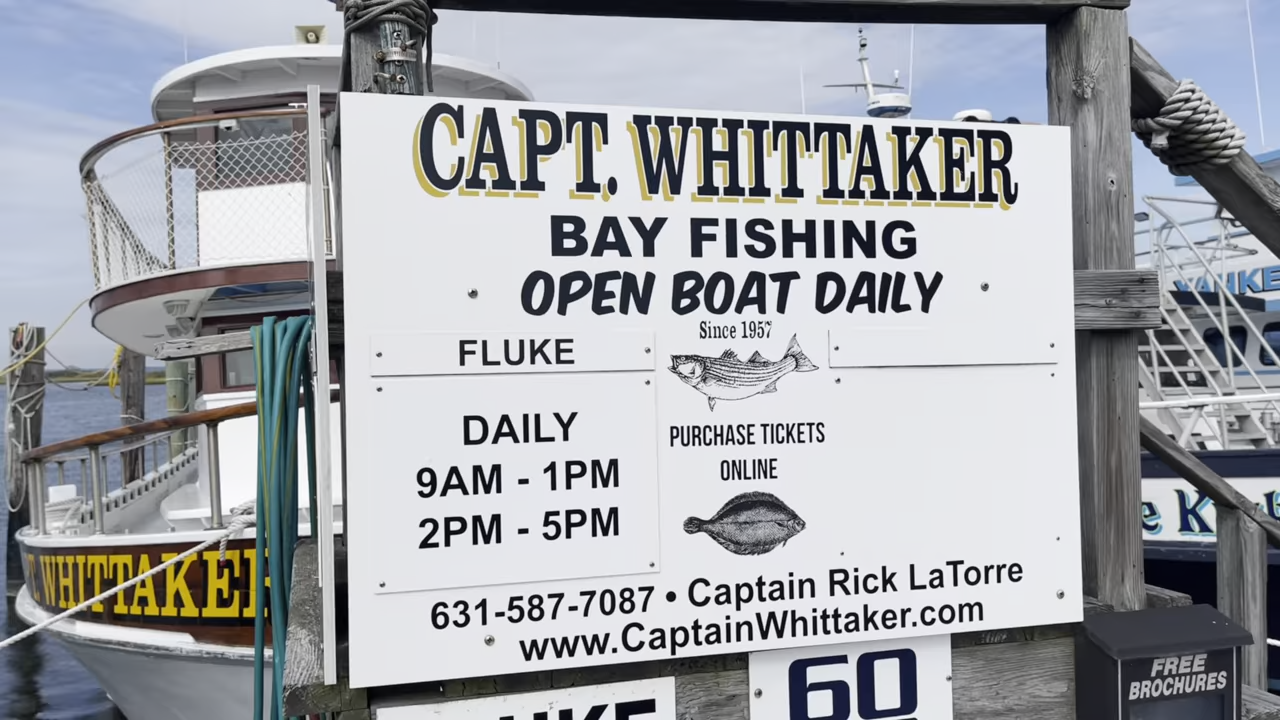 CAPT. WHITTAKER
BAY FISHING
OPEN BOAT DAILY
Since 1957
FLUKE
DAILY
9AM - 1PM
2PM - 5PM
PURCHASE TICKETS
ONLINE
631-587-7087 • Captain Rick LaTorre
www.CaptainWhittaker.com
WHITTAKER
60
FREE
BROCHURES